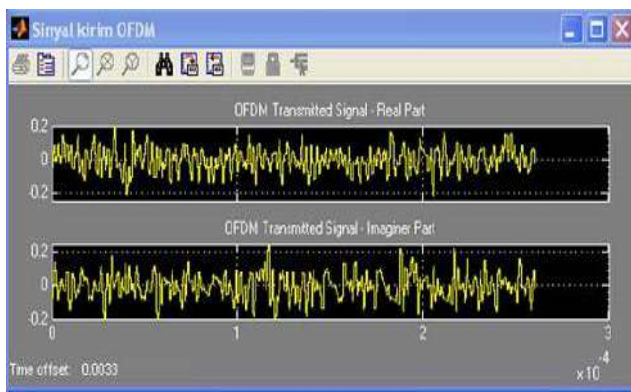 Sinyal kirim OFDM
OFDM Transmitted Signal - Real Part
0.2
0
-0.2
OFDM Transmitted Signal - Imaginer Part
0.2
0
-0.2
0 1 2 3
×10 -4
Time offset: 0.0033